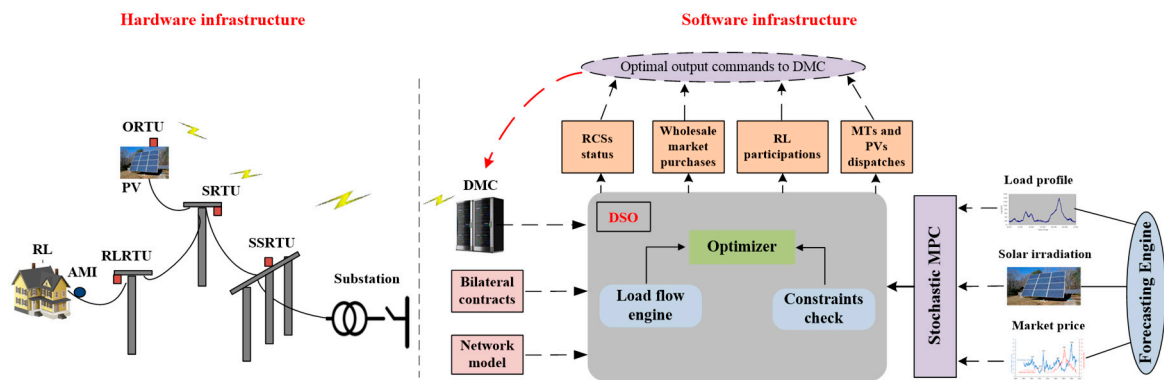 Hardware infrastructure
ORTU
PV
SRTU
SSRTU
RL
AMI
RLRTU
Substation
Software infrastructure
Optimal output commands to DMC
RCSs
status
Wholesale
market
purchases
RL
participations
MTs and
PVs
dispatches
DMC
Bilateral
contracts
Network
model
DSO
Optimizer
Load flow
engine
Constraints
check
Stochastic MPC
Load profile
Solar irradiation
Market price
Forecasting Engine